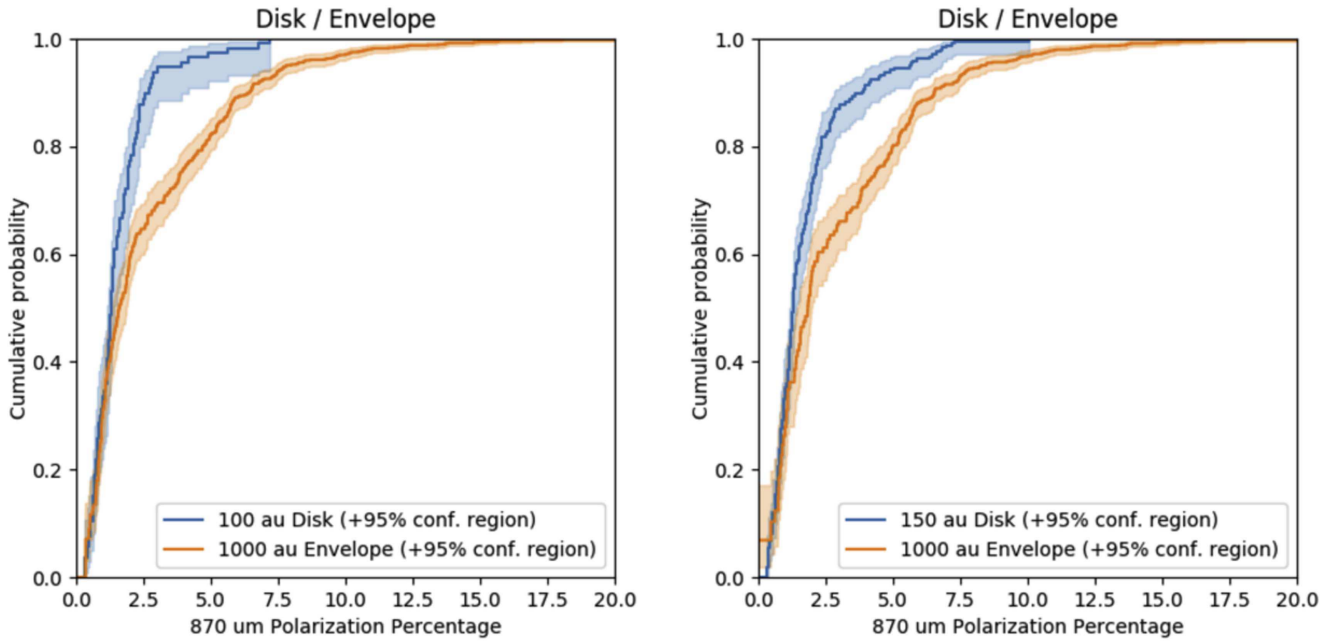 Disk / Envelope
1.0
0.8
0.6
0.4
0.2
0.0
Cumulative probability
100 au Disk (+95% conf. region)
1000 au Envelope (+95% conf. region)
0.0 2.5 5.0 7.5 10.0 12.5 15.0 17.5 20.0
870 um Polarization Percentage
Disk / Envelope
1.0
0.8
0.6
0.4
0.2
0.0
Cumulative probability
150 au Disk (+95% conf. region)
1000 au Envelope (+95% conf. region)
0.0 2.5 5.0 7.5 10.0 12.5 15.0 17.5 20.0
870 um Polarization Percentage